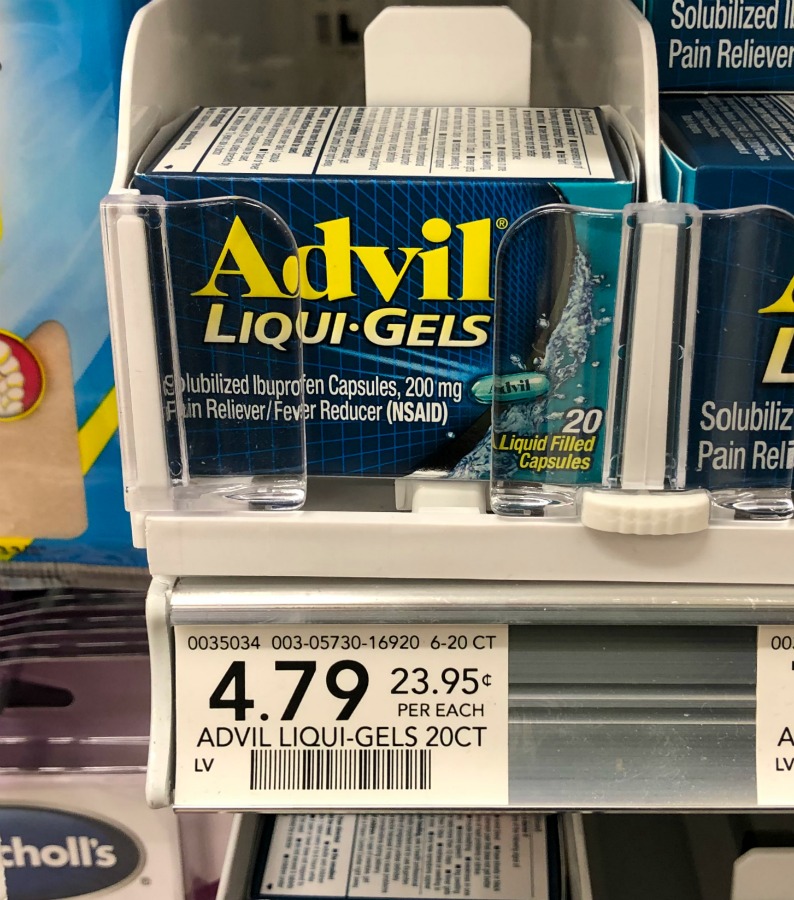 Solubilized I
Pain Reliever
Advil®
LIQUI·GELS
Solubilized Ibuprofen Capsules, 200 mg
Pain Reliever/Fever Reducer (NSAID)
Advil
20
Liquid Filled
Capsules
L
Solubiliz
Pain Reli
0035034 003-05730-16920 6-20 CT
4.79 23.95¢
PER EACH
ADVIL LIQUI-GELS 20CT
LV
00
A
LV
choll's